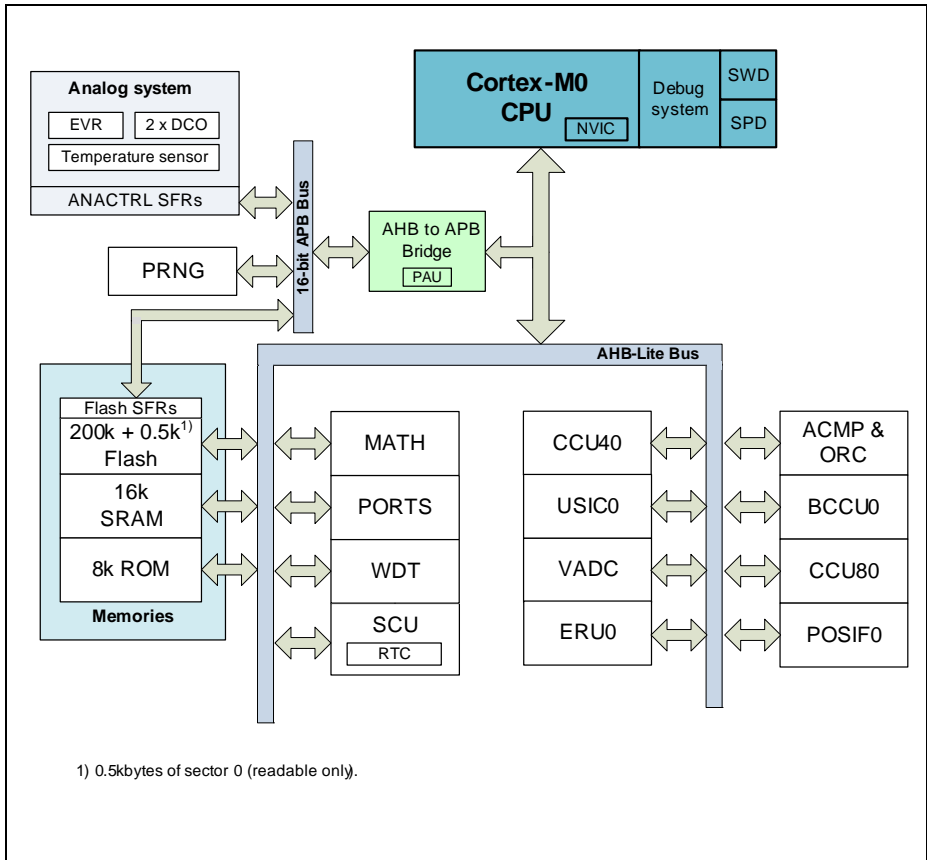 Analog system
EVR
2 x DCO
Temperature sensor
ANACTRL SFRs
Cortex-M0
CPU
NVIC
Debug
system
SWD
SPD
16-bit APB Bus
AHB to APB
Bridge
PAU
PRNG
AHB-Lite Bus
Flash SFRs
200k + 0.5k1)
Flash
16k
SRAM
8k ROM
Memories
MATH
PORTS
WDT
SCU
RTC
CCU40
USIC0
VADC
ERU0
ACMP &
ORC
BCCU0
CCU80
POSIF0
1) 0.5kbytes of sector 0 (readable only).